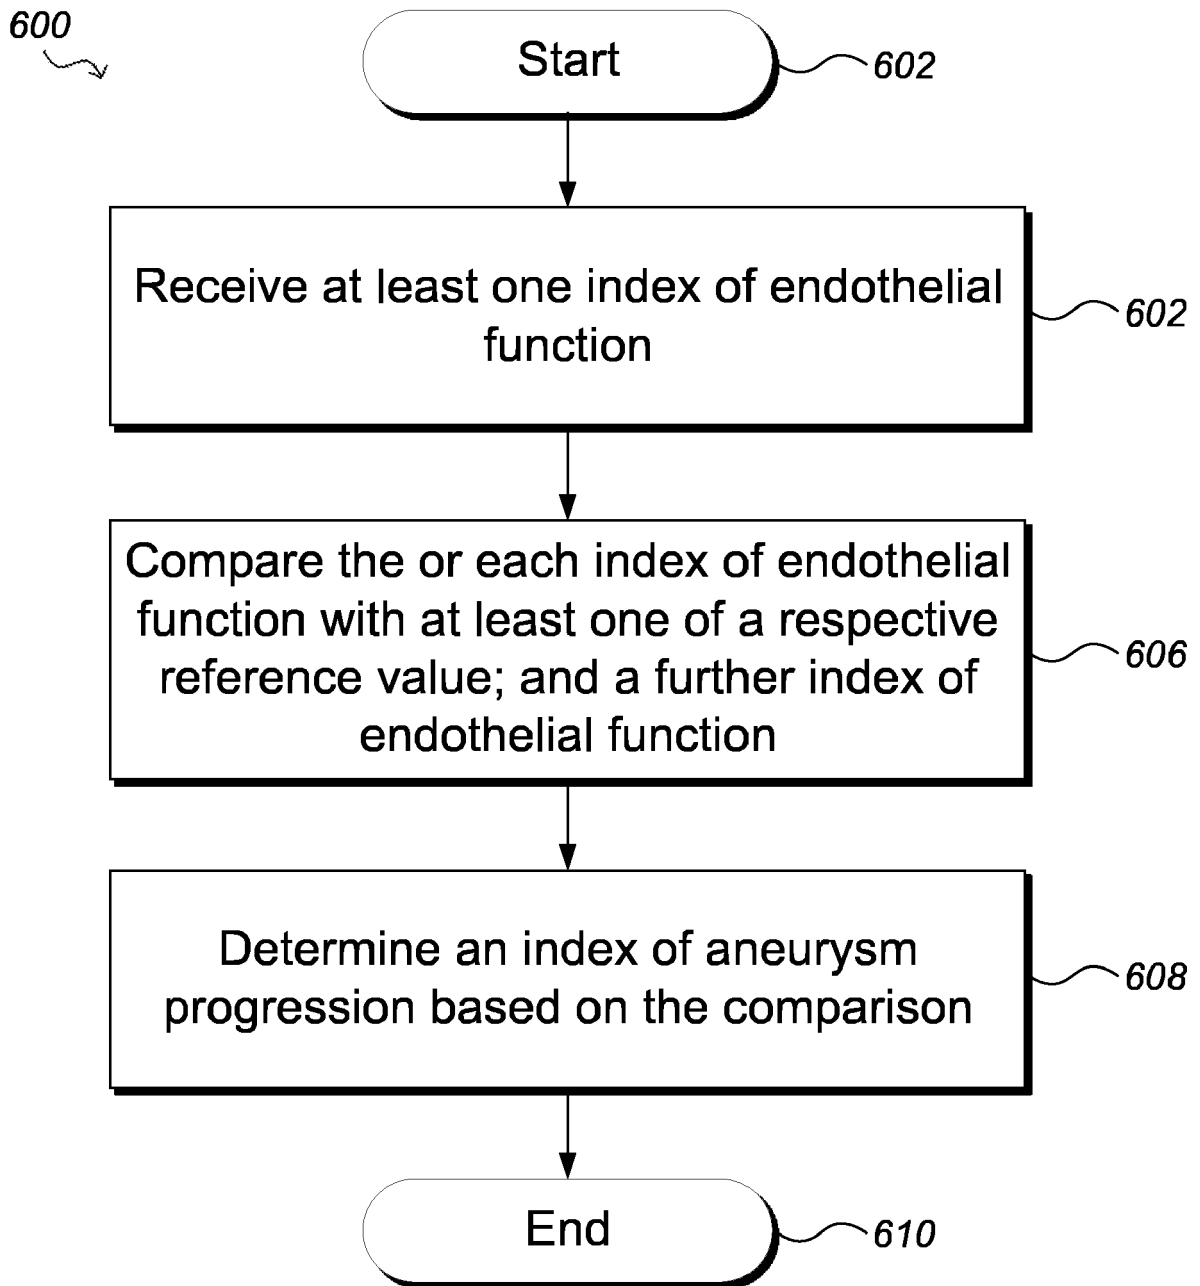 600
Start
602
Receive at least one index of endothelial
function
602
Compare the or each index of endothelial
function with at least one of a respective
reference value; and a further index of
endothelial function
606
Determine an index of aneurysm
progression based on the comparison
608
End
610